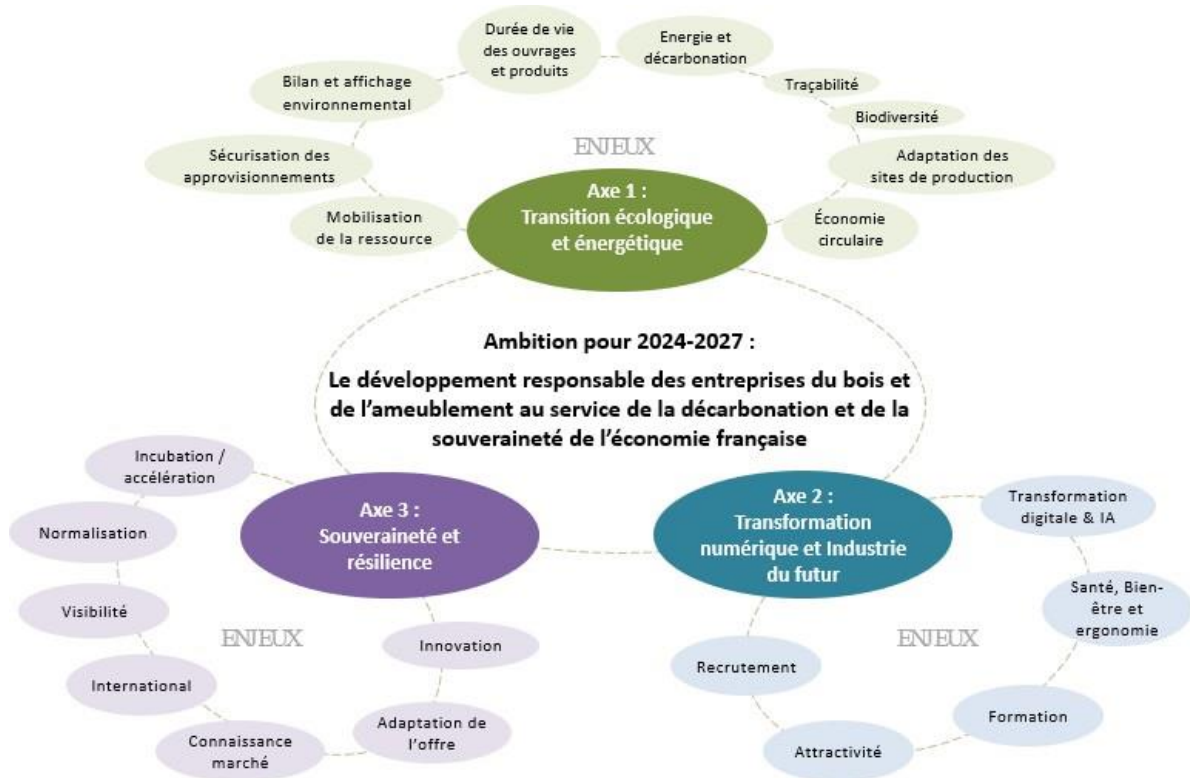 Durée de vie
des ouvrages
et produits
Energie et
décarbonation
Bilan et affichage
environnemental
Traçabilité
Biodiversité
ENJEUX
Sécurisation des
approvisionnements
Adaptation des
sites de production
Mobilisation
de la ressource
Axe 1 :
Transition écologique
et énergétique
Économie
circulaire
Ambition pour 2024-2027 :
Le développement responsable des entreprises du bois et
de l’ameublement au service de la décarbonation et de la
souveraineté de l’économie française
Incubation /
accélération
Axe 3 :
Souveraineté et
résilience
Axe 2 :
Transformation
numérique et Industrie
du futur
Transformation
digitale & IA
Normalisation
Visibilité
ENJEUX
Innovation
International
Connaissance
marché
Adaptation de
l’offre
Santé, Bien-
être et
ergonomie
ENJEUX
Recrutement
Formation
Attractivité